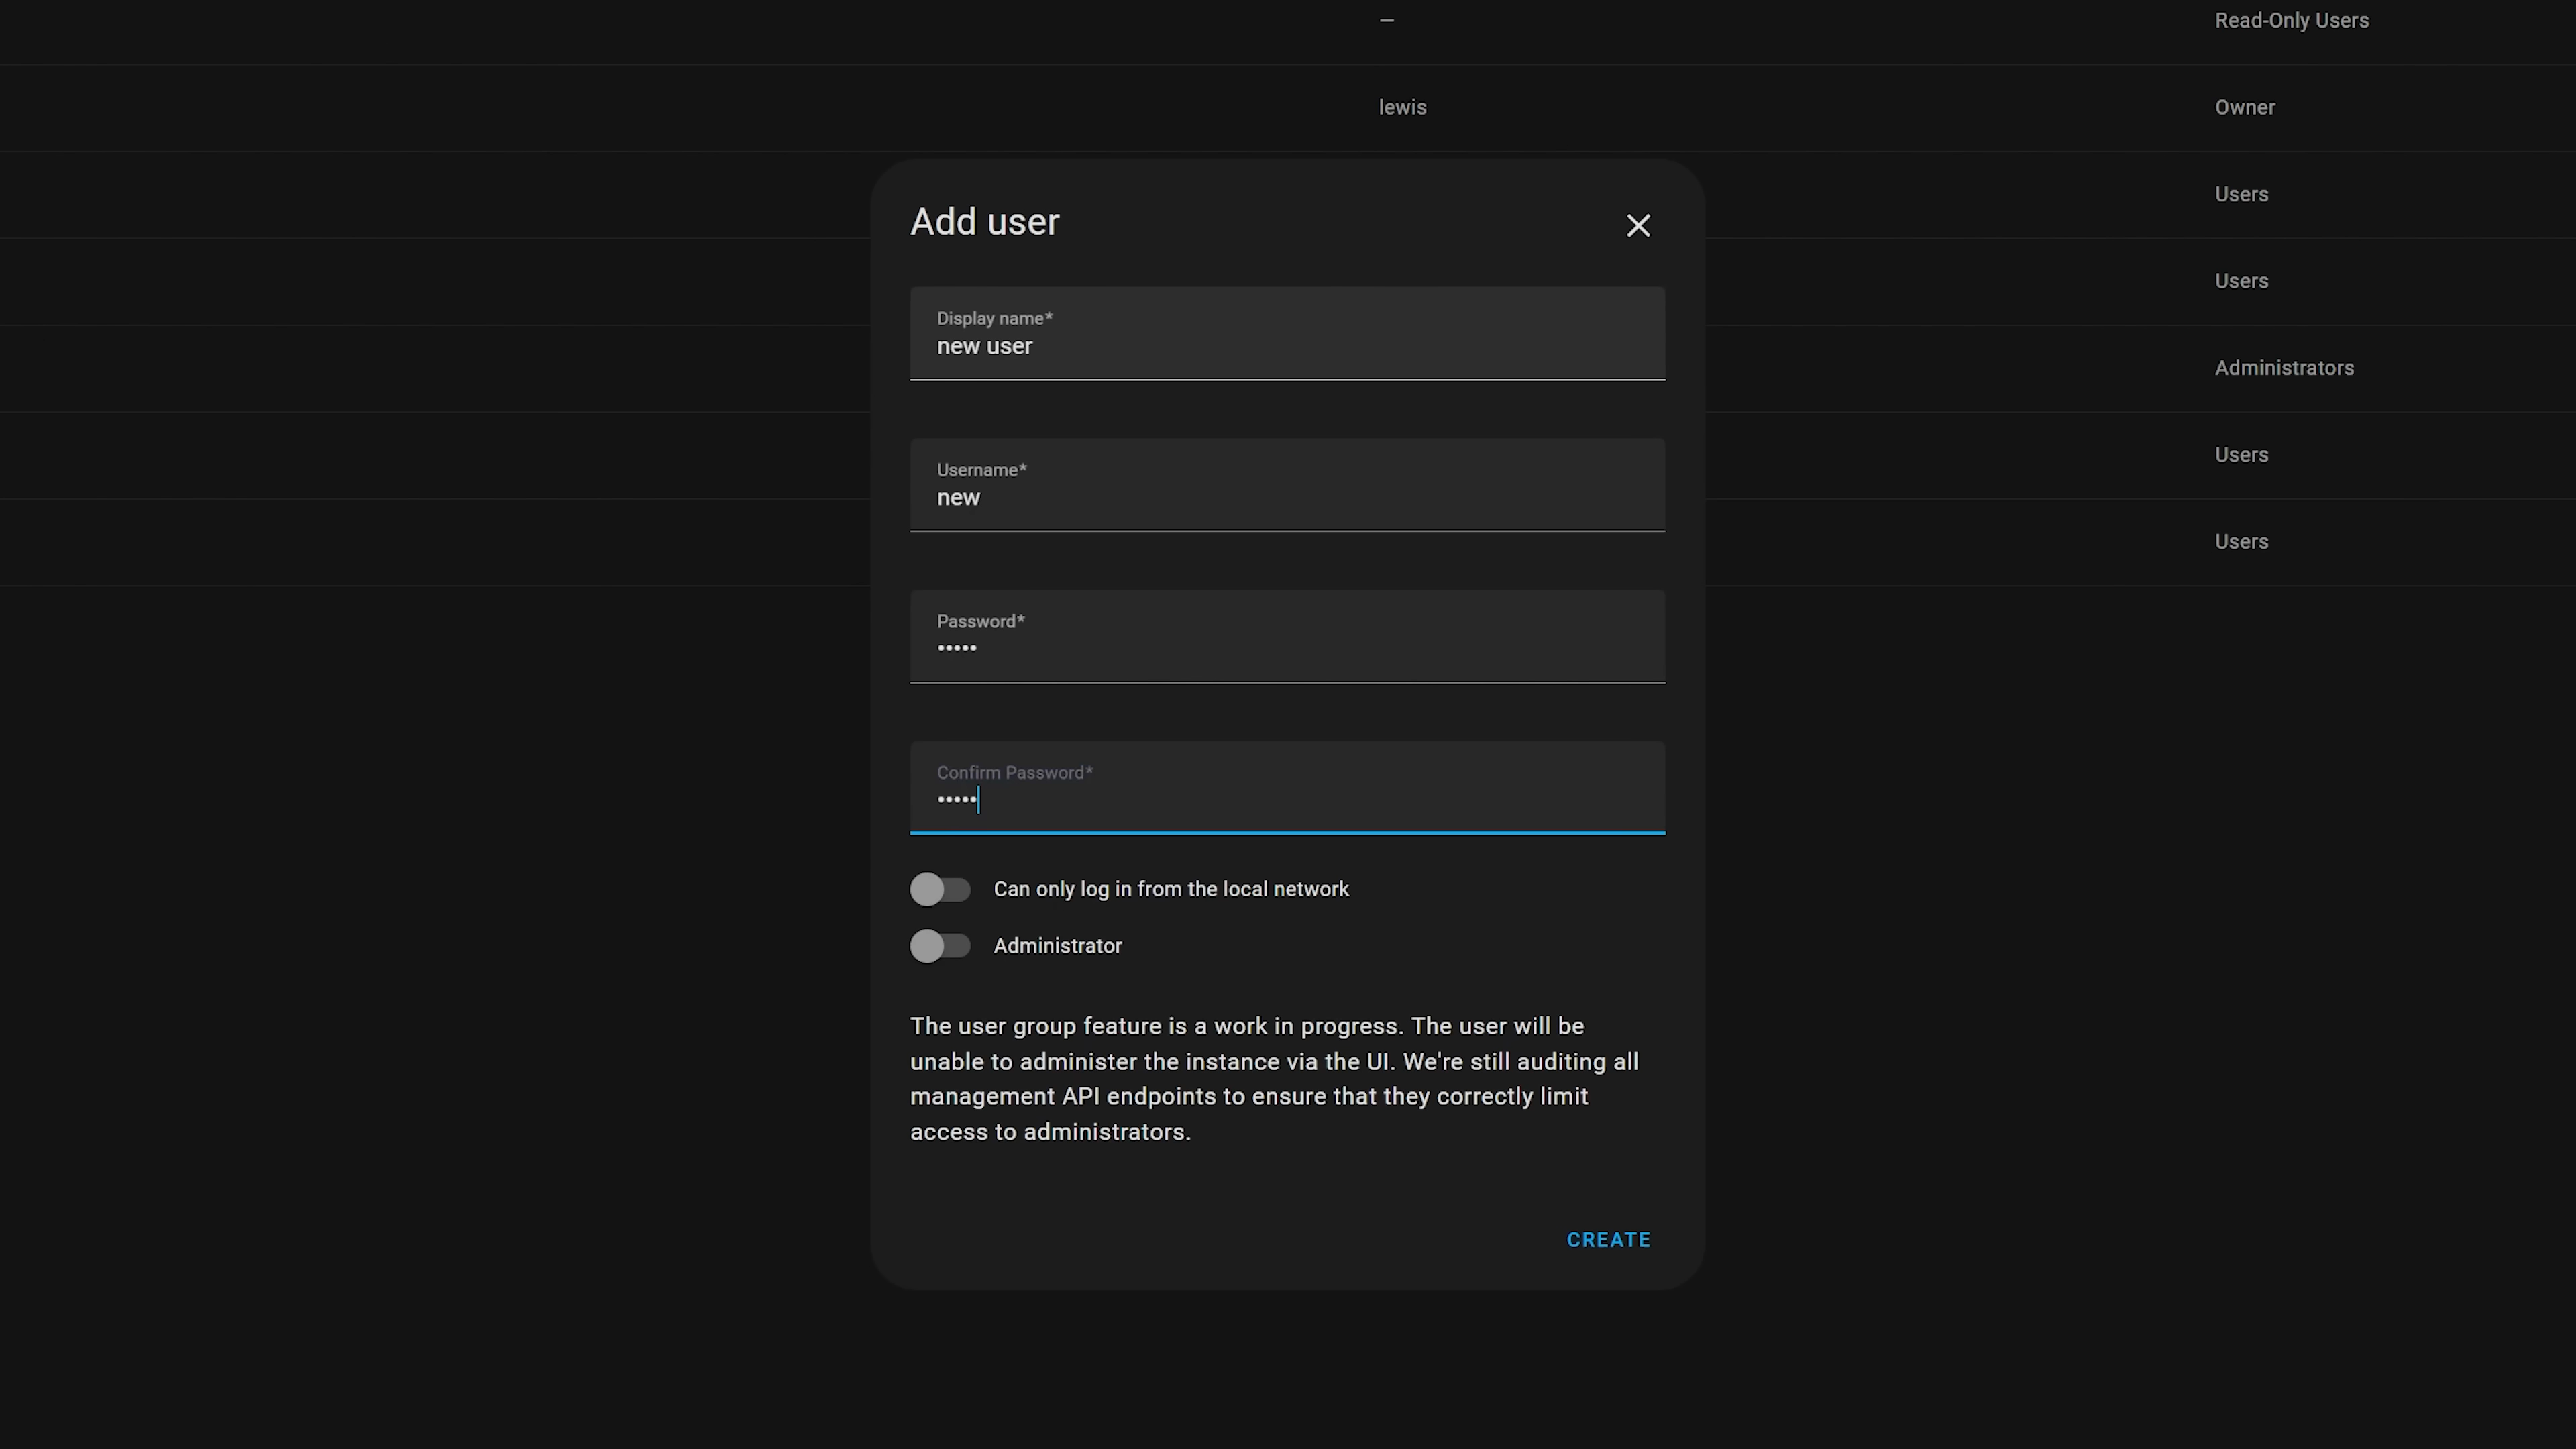 — Read-Only Users
lewis Owner
Users
Add user
Users
Display name*
new user
Administrators
Users
Username*
new
Users
Password*
•••••
Confirm Password*
•••••
Can only log in from the local network
Administrator
The user group feature is a work in progress. The user will be
unable to administer the instance via the UI. We're still auditing all
management API endpoints to ensure that they correctly limit
access to administrators.
CREATE